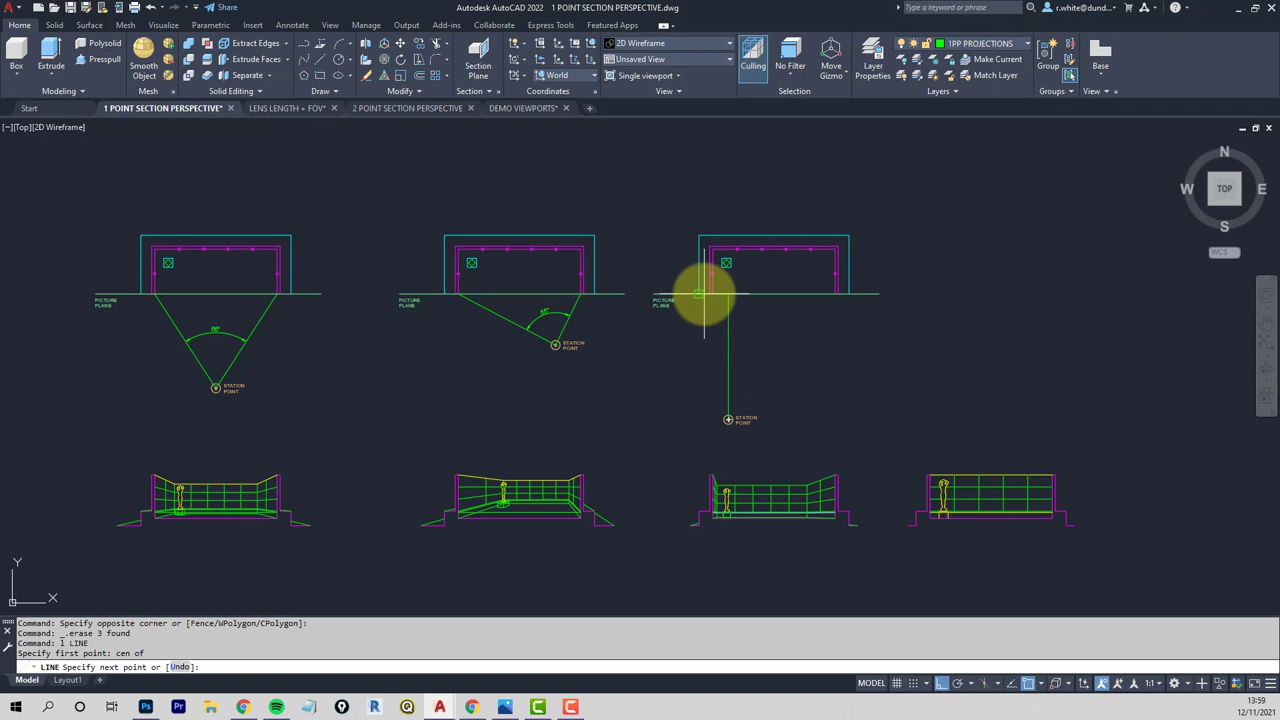 Share
Autodesk AutoCAD 2022 1 POINT SECTION PERSPECTIVE.dwg
Type a keyword or phrase
r.white@dund...
Home Solid Surface Mesh Visualize Parametric Insert Annotate View Manage Output Add-ins Collaborate Express Tools Featured Apps
Box
Extrude
Polysolid
Presspull
Modeling
Smooth
Object
Mesh
Extract Edges
Extrude Faces
Separate
Solid Editing
Draw
Modify
Section
Plane
Section
World
Coordinates
2D Wireframe
Unsaved View
Single viewport
View
Culling
No Filter
Move
Gizmo
Selection
Layer
Properties
1PP PROJECTIONS
Make Current
Match Layer
Layers
Group
Groups
Base
View
Start
1 POINT SECTION PERSPECTIVE*
LENS LENGTH + FOV*
2 POINT SECTION PERSPECTIVE
DEMO VIEWPORTS*
[−][Top][2D Wireframe]
N
W TOP E
S
WCS
PICTURE
PLANE
PICTURE
PLANE
PICTURE
PLANE
STATION
POINT
STATION
POINT
STATION
POINT
Y
X
Command: Specify opposite corner or [Fence/WPolygon/CPolygon]:
Command: _.erase 3 found
Command: l LINE
Specify first point: cen of
LINE Specify next point or [Undo]:
Model Layout1
MODEL
1:1
13:59
12/11/2021